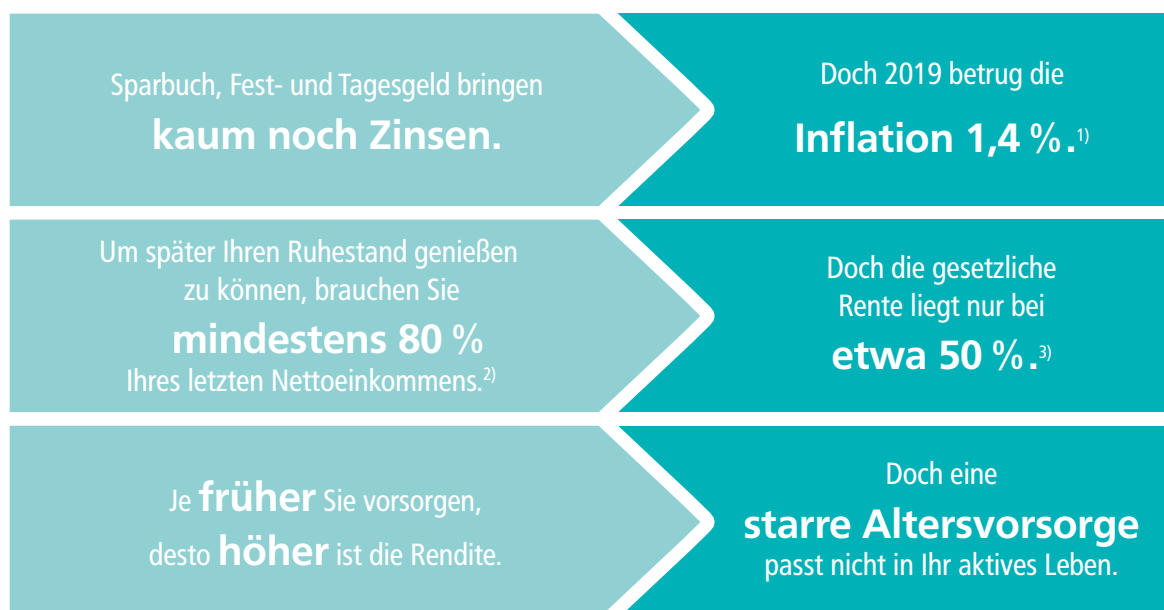 Sparbuch, Fest- und Tagesgeld bringen
kaum noch Zinsen.
Doch 2019 betrug die
Inflation 1,4 %.1)
Um später Ihren Ruhestand genießen
zu können, brauchen Sie
mindestens 80 %
Ihres letzten Nettoeinkommens.2)
Doch die gesetzliche
Rente liegt nur bei
etwa 50 %.3)
Je früher Sie vorsorgen,
desto höher ist die Rendite.
Doch eine
starre Altersvorsorge
passt nicht in Ihr aktives Leben.